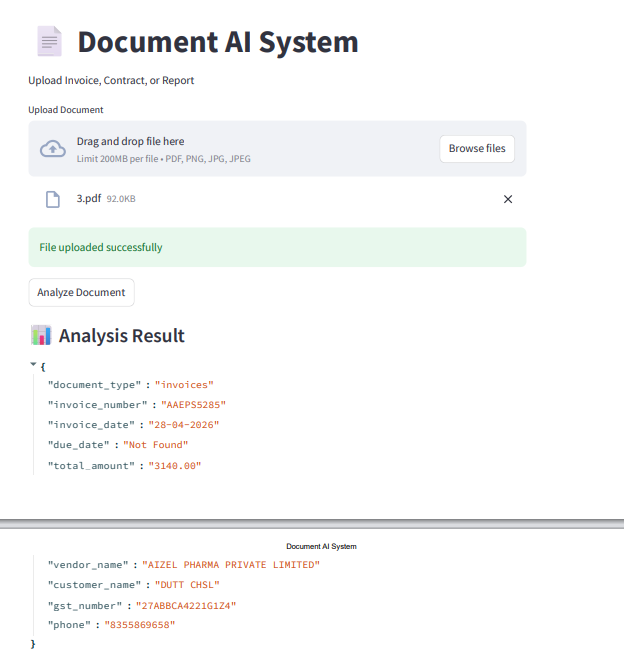 Document AI System
Upload Invoice, Contract, or Report
Upload Document
Drag and drop file here
Limit 200MB per file • PDF, PNG, JPG, JPEG
Browse files
3.pdf 92.0KB
File uploaded successfully
Analyze Document
Analysis Result
{
"document_type" : "invoices"
"invoice_number" : "AAEPS5285"
"invoice_date" : "28-04-2026"
"due_date" : "Not Found"
"total_amount" : "3140.00"
Document AI System
"vendor_name" : "AIZEL PHARMA PRIVATE LIMITED"
"customer_name" : "DUTT CHSL"
"gst_number" : "27ABBCA4221G1Z4"
"phone" : "8355869658"
}